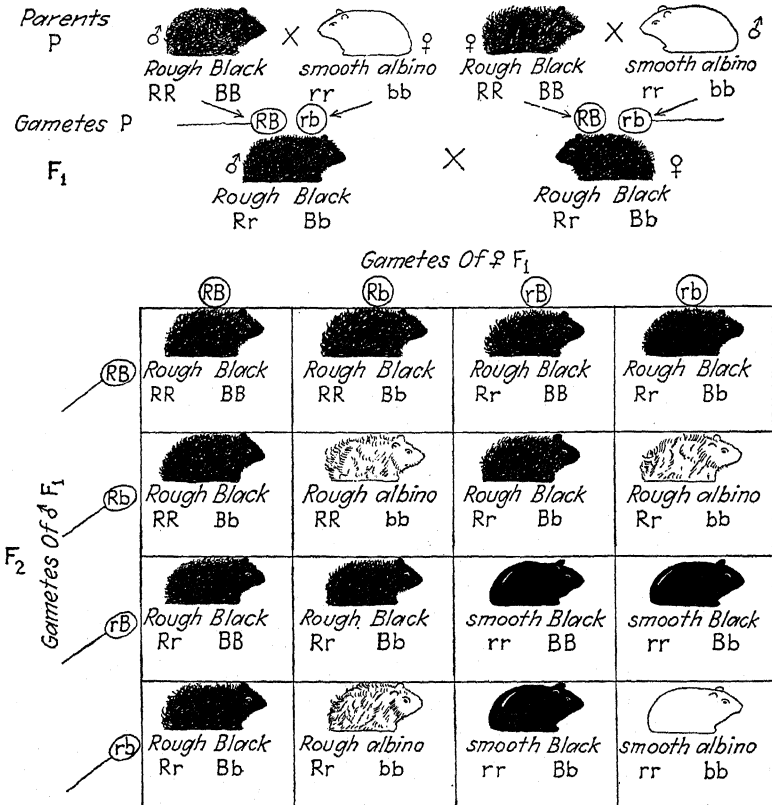 Parents
P
♂ × ♀ ♀ × ♂
Rough Black smooth albino Rough Black smooth albino
RR BB rr bb RR BB rr bb
Gametes P RB rb RB rb
F1 ♂ × ♀
Rough Black Rough Black
Rr Bb Rr Bb
Gametes Of ♀ F1
RB Rb rB rb
F2
Gametes Of ♂ F1
RB
Rough Black Rough Black Rough Black Rough Black
RR BB RR Bb Rr BB Rr Bb
Rb
Rough Black Rough albino Rough Black Rough albino
RR Bb RR bb Rr Bb Rr bb
rB
Rough Black Rough Black smooth Black smooth Black
Rr BB Rr Bb rr BB rr Bb
rb
Rough Black Rough albino smooth Black smooth albino
Rr Bb Rr bb rr Bb rr bb